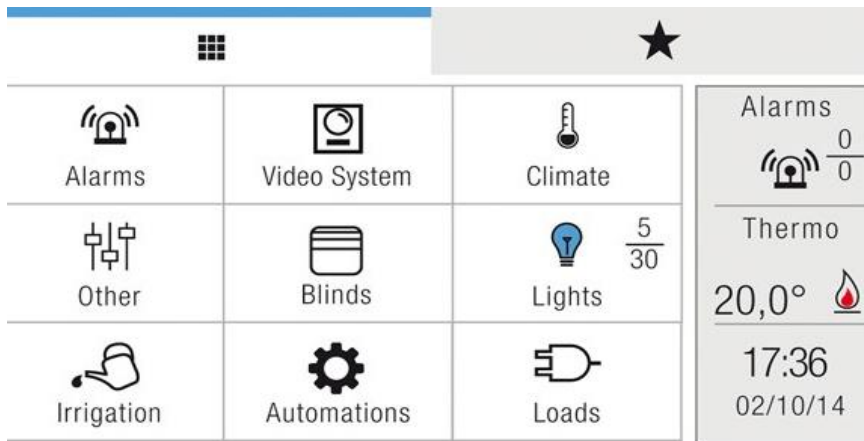 Alarms
Video System
Climate
Other
Blinds
5
30
Lights
Irrigation
Automations
Loads
Alarms
0
0
Thermo
20,0°
17:36
02/10/14